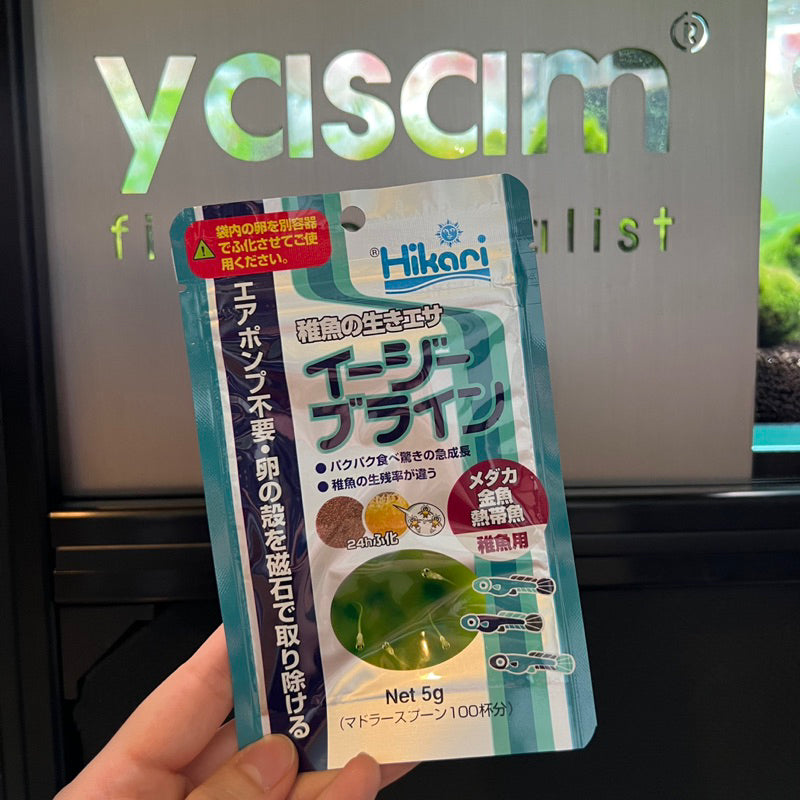 yasam®
fi alist
袋内の卵を別容器
でふ化させてご使
用ください。
®Hikari
エアポンプ不要・卵の殻を磁石で取り除ける
稚魚の生きエサ
イージー
ブライン
●パクパク食べ驚きの急成長
●稚魚の生残率が違う
24hふ化
メダカ
金魚
熱帯魚
稚魚用
Net 5g
(マドラースプーン100杯分)